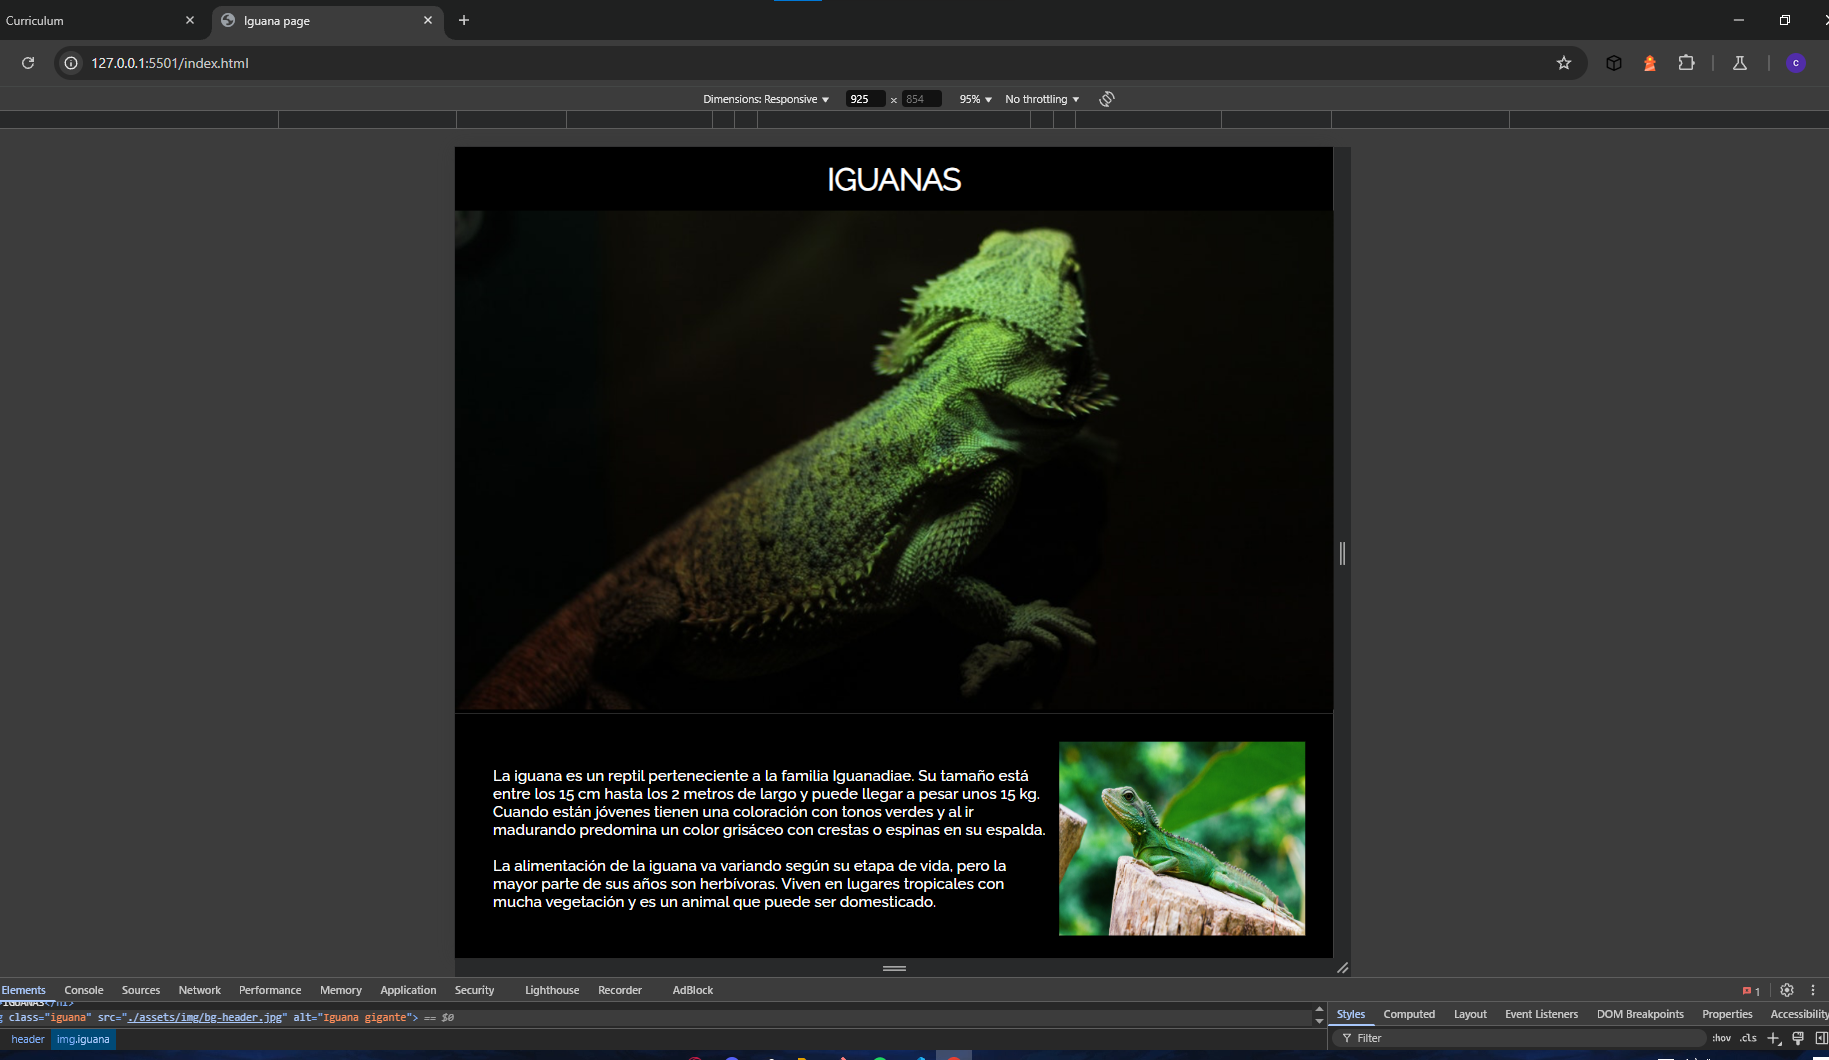 Curriculum
Iguana page
127.0.0.1:5501/index.html
c
Dimensions: Responsive 925 × 854 95% No throttling
IGUANAS
La iguana es un reptil perteneciente a la familia Iguanadiae. Su tamaño está
entre los 15 cm hasta los 2 metros de largo y puede llegar a pesar unos 15 kg.
Cuando están jóvenes tienen una coloración con tonos verdes y al ir
madurando predomina un color grisáceo con crestas o espinas en su espalda.
La alimentación de la iguana va variando según su etapa de vida, pero la
mayor parte de sus años son herbívoras. Viven en lugares tropicales con
mucha vegetación y es un animal que puede ser domesticado.
Elements Console Sources Network Performance Memory Application Security Lighthouse Recorder AdBlock 1
>IGUANAS</h1>
class="iguana" src="./assets/img/bg-header.jpg" alt="Iguana gigante"> == $0
header img.iguana
Styles Computed Layout Event Listeners DOM Breakpoints Properties Accessibility
Filter :hov .cls